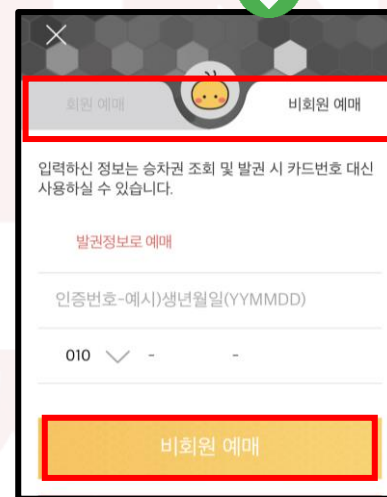 회원 예매
비회원 예매
입력하신 정보는 승차권 조회 및 발권 시 카드번호 대신
사용하실 수 있습니다.
발권정보로 예매
인증번호-예시)생년월일(YYMMDD)
010 - -
비회원 예매